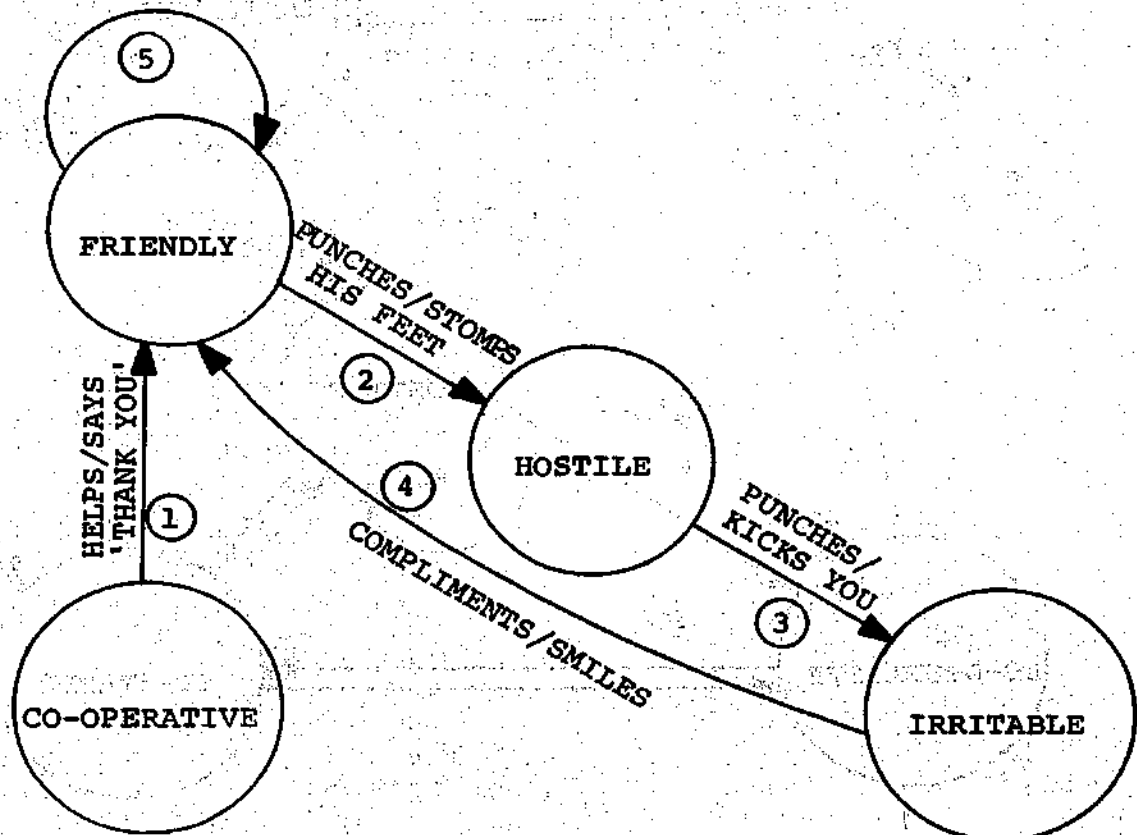 5
FRIENDLY
PUNCHES/STOMPS
HIS FEET
2
HOSTILE
HELPS/SAYS
'THANK YOU'
1
4
COMPLIMENTS/SMILES
PUNCHES/
KICKS YOU
3
CO-OPERATIVE
IRRITABLE